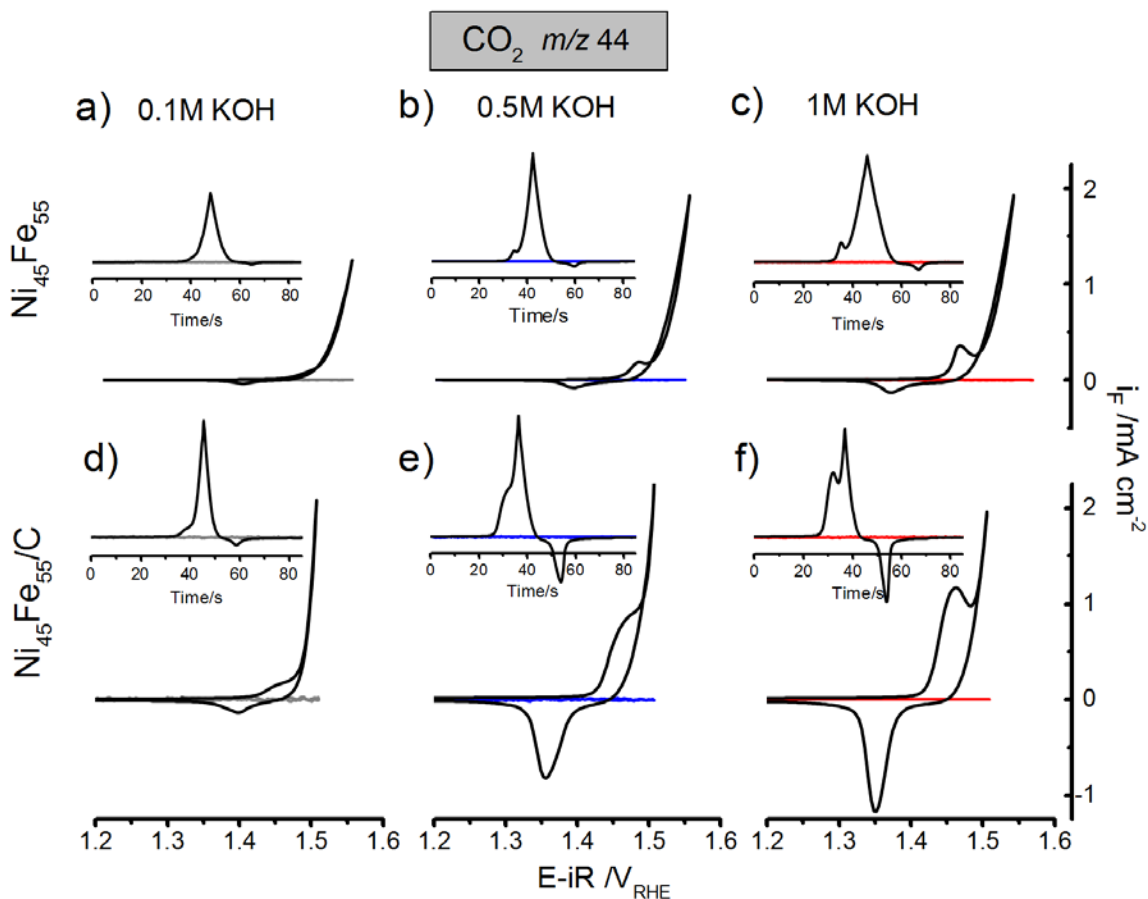 CO₂ m/z 44
a) 0.1M KOH
b) 0.5M KOH
c) 1M KOH
Ni₄₅Fe₅₅
0 20 40 60 80
Time/s
0 20 40 60 80
Time/s
0 20 40 60 80
Time/s
2
1
0
i_F /mA cm⁻²
d)
e)
f)
Ni₄₅Fe₅₅/C
0 20 40 60 80
Time/s
0 20 40 60 80
Time/s
0 20 40 60 80
Time/s
2
1
0
-1
1.2 1.3 1.4 1.5
1.2 1.3 1.4 1.5 1.6
1.2 1.3 1.4 1.5 1.6
E-iR /V_RHE